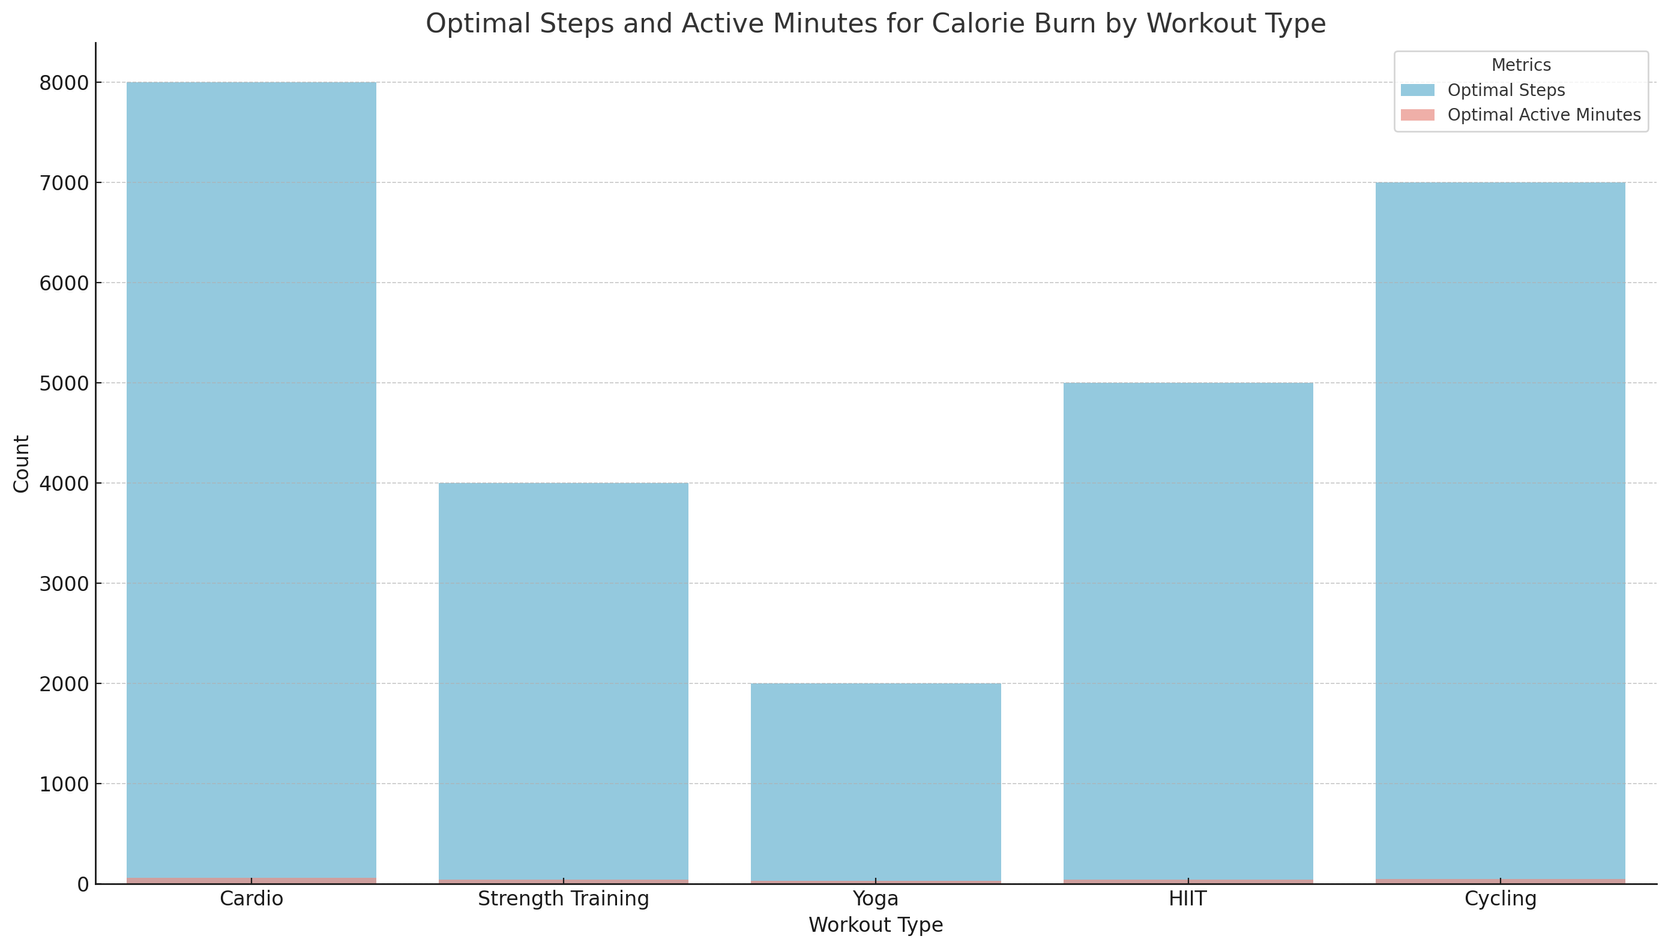 Optimal Steps and Active Minutes for Calorie Burn by Workout Type
Metrics
Optimal Steps
Optimal Active Minutes
Count
8000
7000
6000
5000
4000
3000
2000
1000
0
Cardio
Strength Training
Yoga
HIIT
Cycling
Workout Type